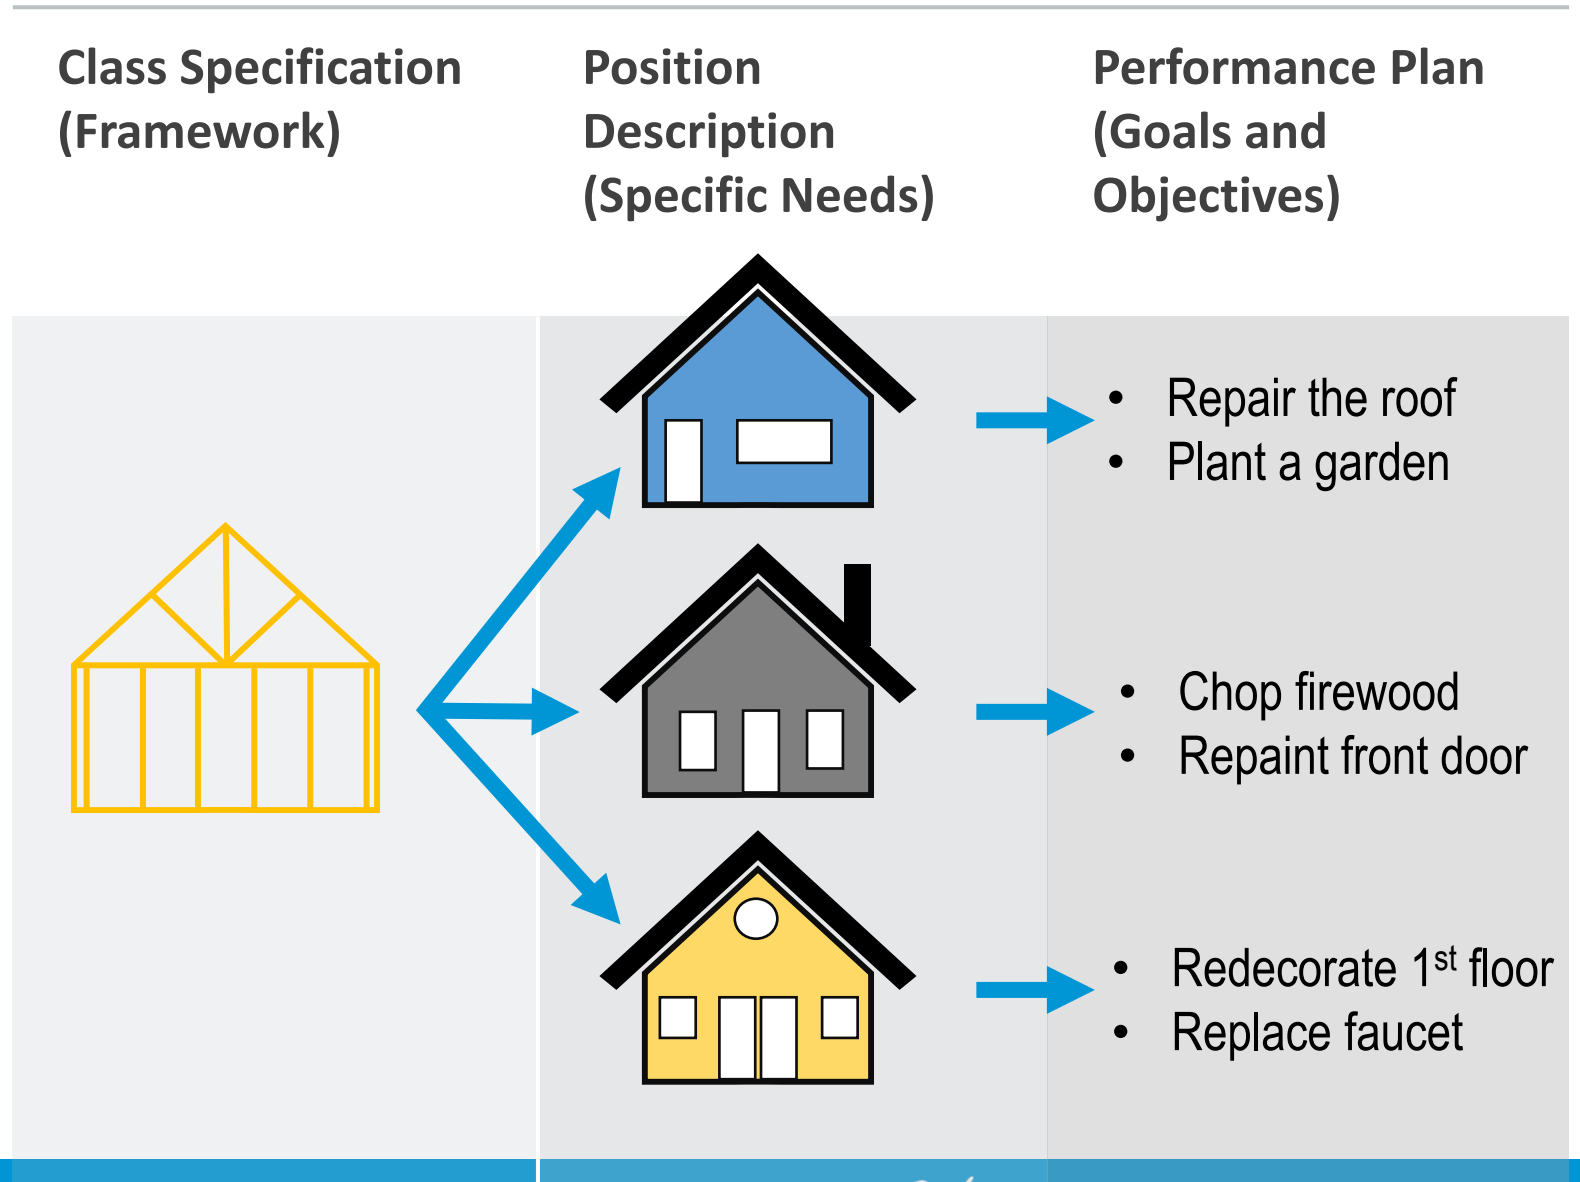 Class Specification
(Framework)
Position
Description
(Specific Needs)
Performance Plan
(Goals and
Objectives)
• Repair the roof
• Plant a garden
• Chop firewood
• Repaint front door
• Redecorate 1st floor
• Replace faucet